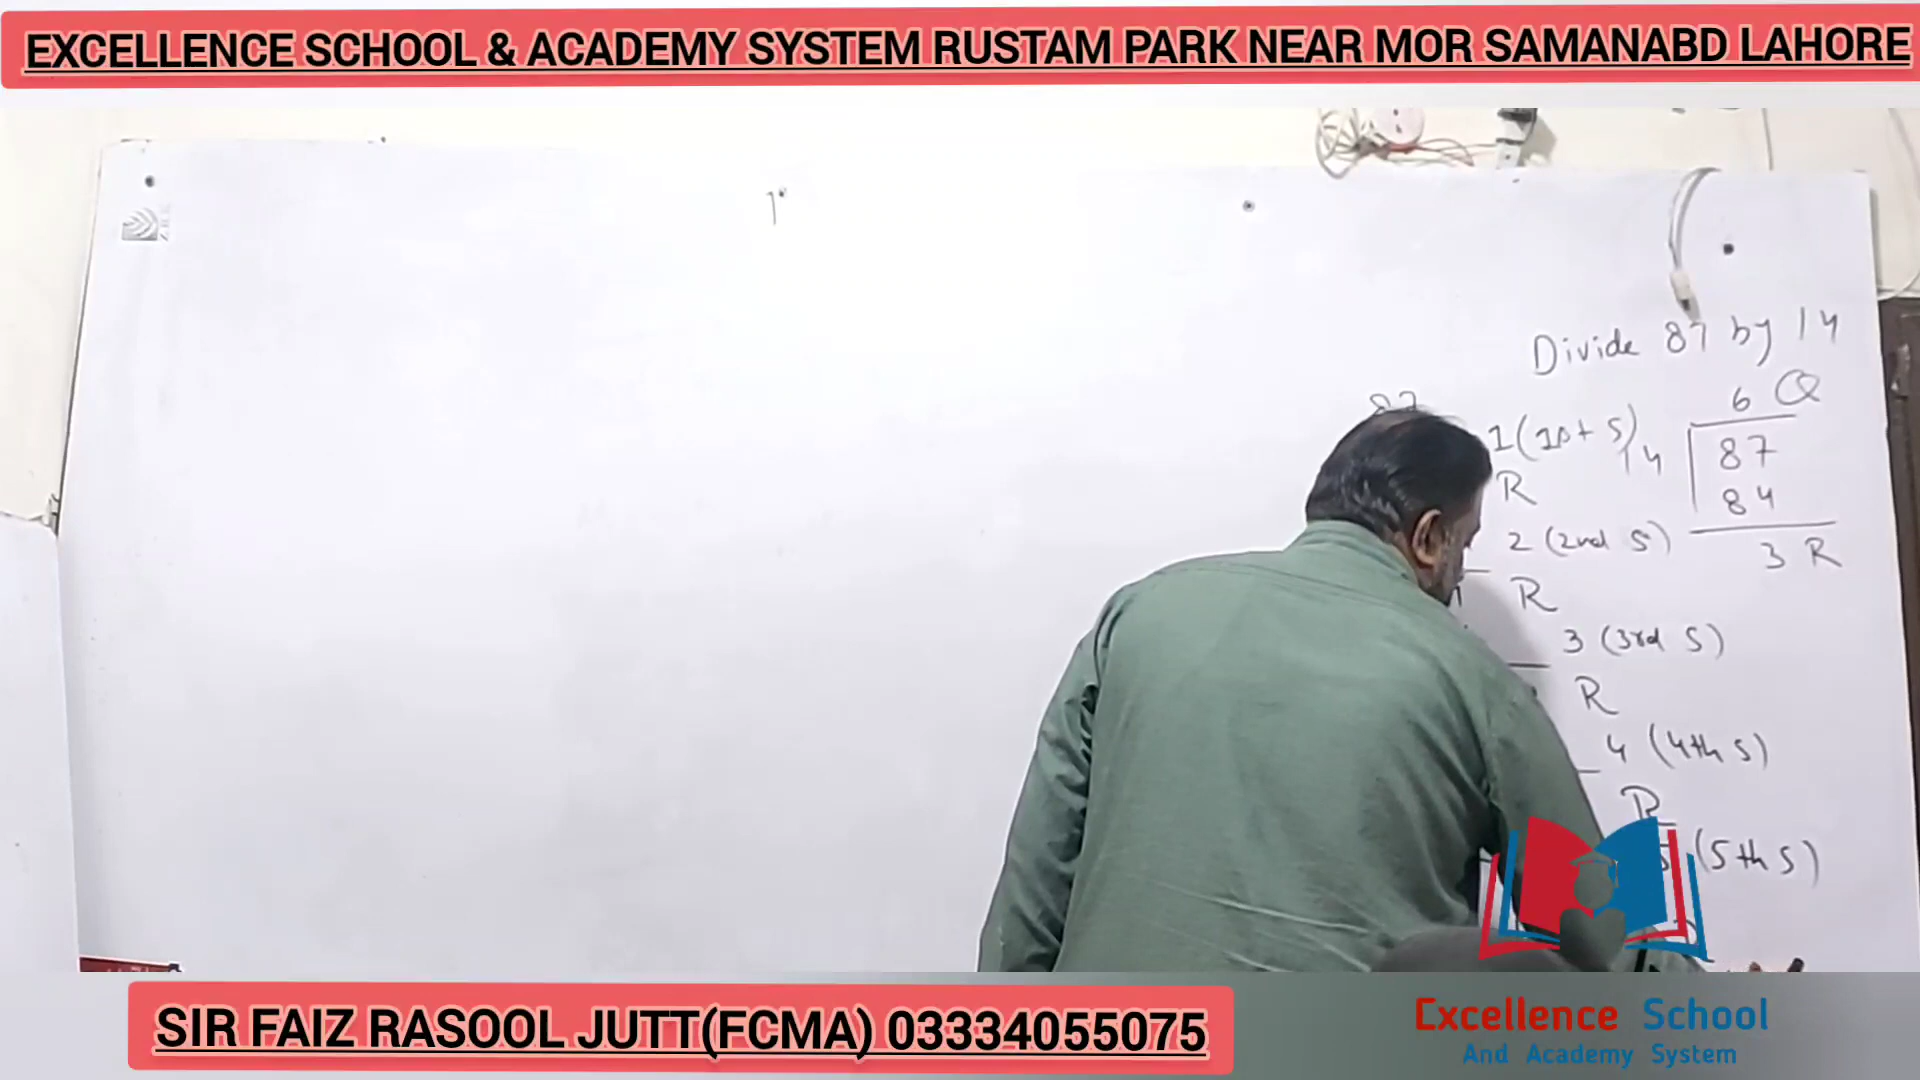 EXCELLENCE SCHOOL & ACADEMY SYSTEM RUSTAM PARK NEAR MOR SAMANABD LAHORE
Divide 87 by 14
87
1 (1st S)
R
2 (2nd S)
R
3 (3rd S)
R
4 (4th S)
R
5 (5th S)
6 Q
14 87
84
3 R
SIR FAIZ RASOOL JUTT(FCMA) 03334055075
Excellence School
And Academy System